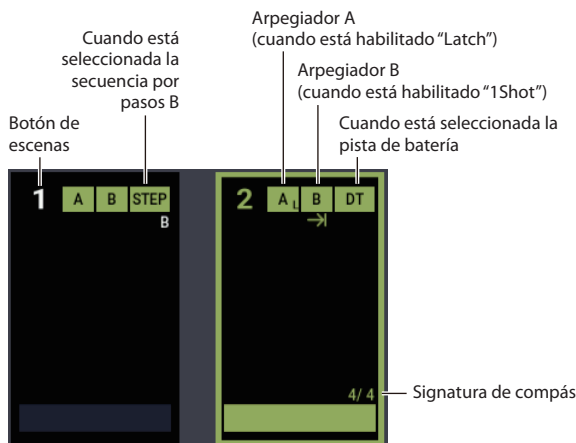 Arpegiador A
(cuando está habilitado “Latch”)
Cuando está
seleccionada la
secuencia por
pasos B
Arpegiador B
(cuando está habilitado “1Shot”)
Botón de
escenas
Cuando está seleccionada la
pista de batería
1 A B STEP
B
2 A L B DT
4/ 4
Signatura de compás